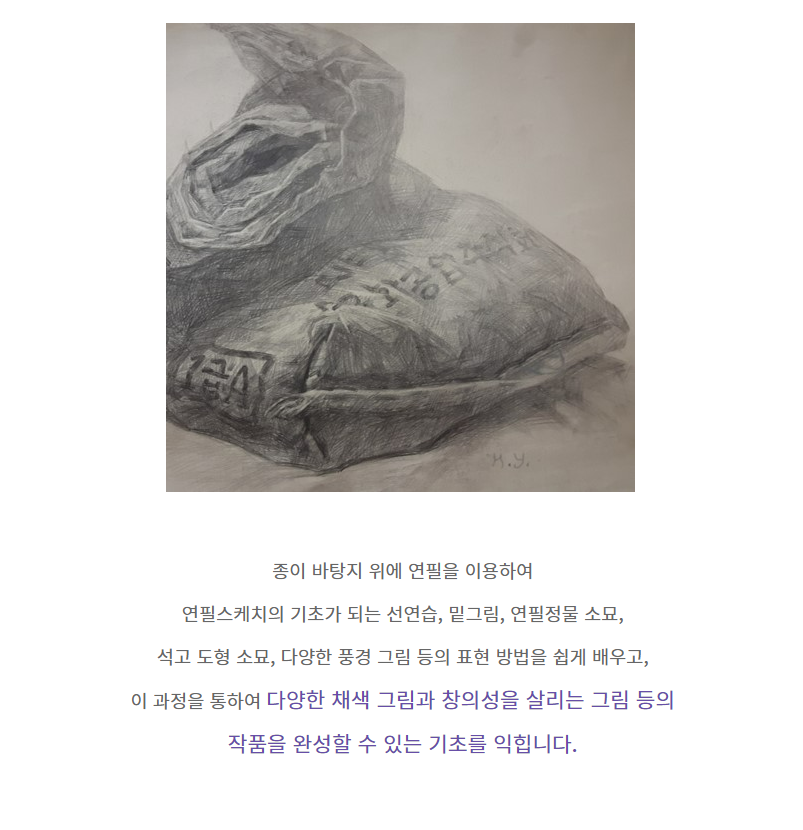 1급A
H.Y.
종이 바탕지 위에 연필을 이용하여
연필스케치의 기초가 되는 선연습, 밑그림, 연필정물 소묘,
석고 도형 소묘, 다양한 풍경 그림 등의 표현 방법을 쉽게 배우고,
이 과정을 통하여 다양한 채색 그림과 창의성을 살리는 그림 등의
작품을 완성할 수 있는 기초를 익힙니다.